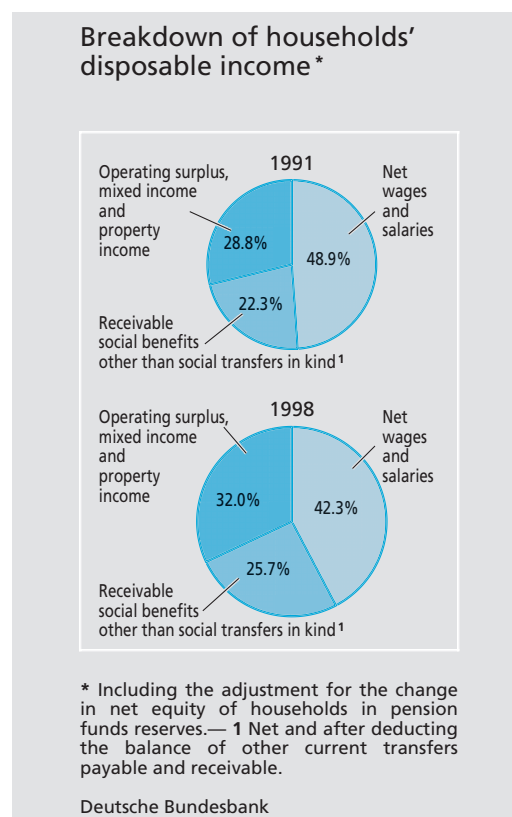 Breakdown of households'
disposable income *
1991
Operating surplus,
mixed income
and
property
income
Net
wages
and
salaries
28.8%
48.9%
22.3%
Receivable
social benefits
other than social transfers in kind 1
1998
Operating surplus,
mixed income
and
property
income
Net
wages
and
salaries
32.0%
42.3%
25.7%
Receivable
social benefits
other than social transfers in kind 1
* Including the adjustment for the change
in net equity of households in pension
funds reserves.— 1 Net and after deducting
the balance of other current transfers
payable and receivable.
Deutsche Bundesbank